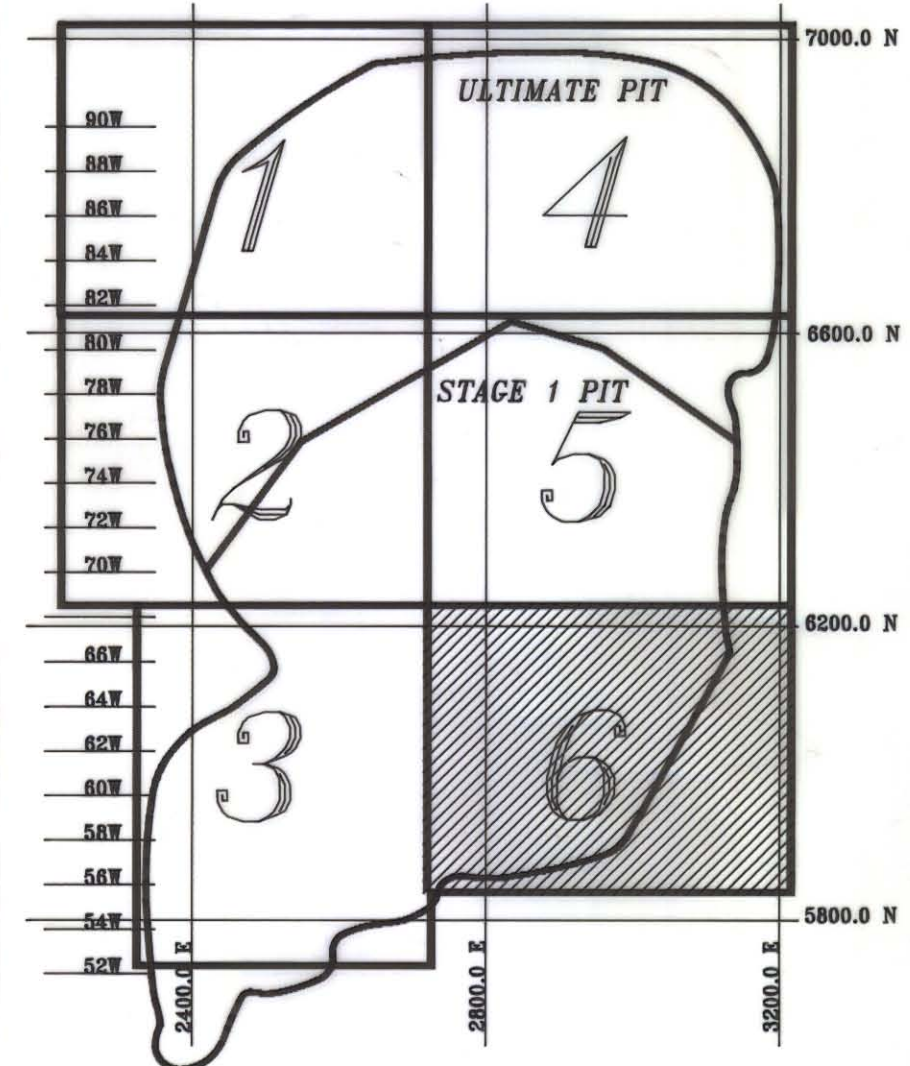 7000.0 N
ULTIMATE PIT
90W
88W
1
4
86W
84W
82W
6600.0 N
80W
STAGE 1 PIT
78W
2
5
76W
74W
72W
70W
6200.0 N
66W
64W
3
6
62W
60W
58W
56W
5800.0 N
54W
52W
2400.0 E
2800.0 E
3200.0 E